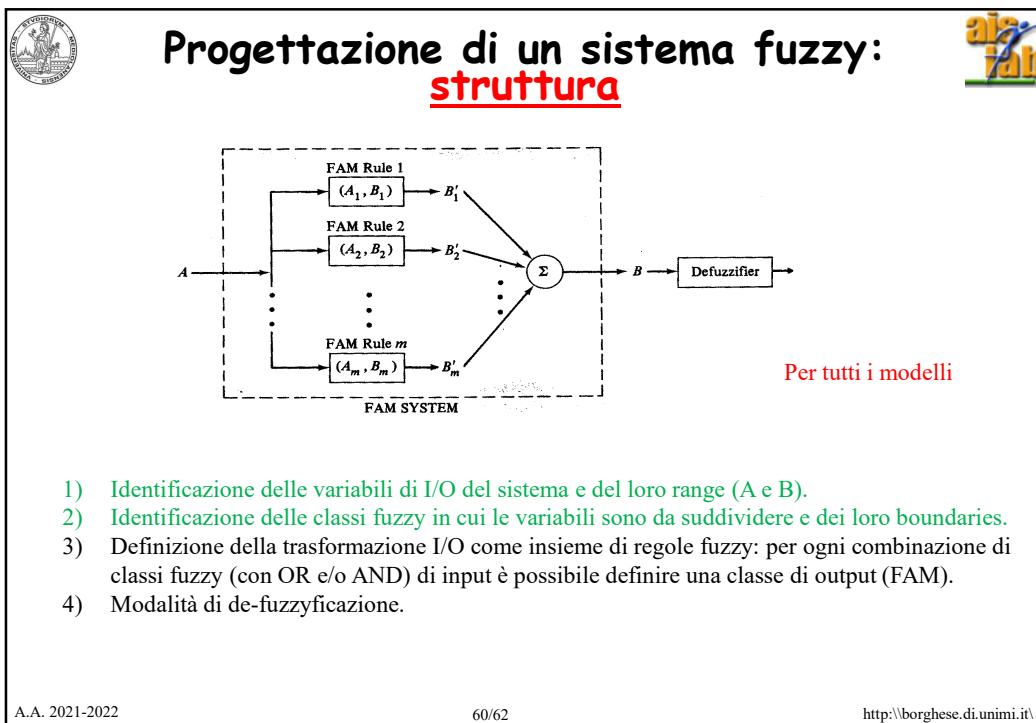 Progettazione di un sistema fuzzy:
struttura
FAM Rule 1
(A₁, B₁)
B′₁
FAM Rule 2
(A₂, B₂)
B′₂
A
Σ
B
Defuzzifier
FAM Rule m
(Aₘ, Bₘ)
B′ₘ
FAM SYSTEM
Per tutti i modelli
1) Identificazione delle variabili di I/O del sistema e del loro range (A e B).
2) Identificazione delle classi fuzzy in cui le variabili sono da suddividere e dei loro boundaries.
3) Definizione della trasformazione I/O come insieme di regole fuzzy: per ogni combinazione di
classi fuzzy (con OR e/o AND) di input è possibile definire una classe di output (FAM).
4) Modalità di de-fuzzyficazione.
A.A. 2021-2022
60/62
http:\\borghese.di.unimi.it\